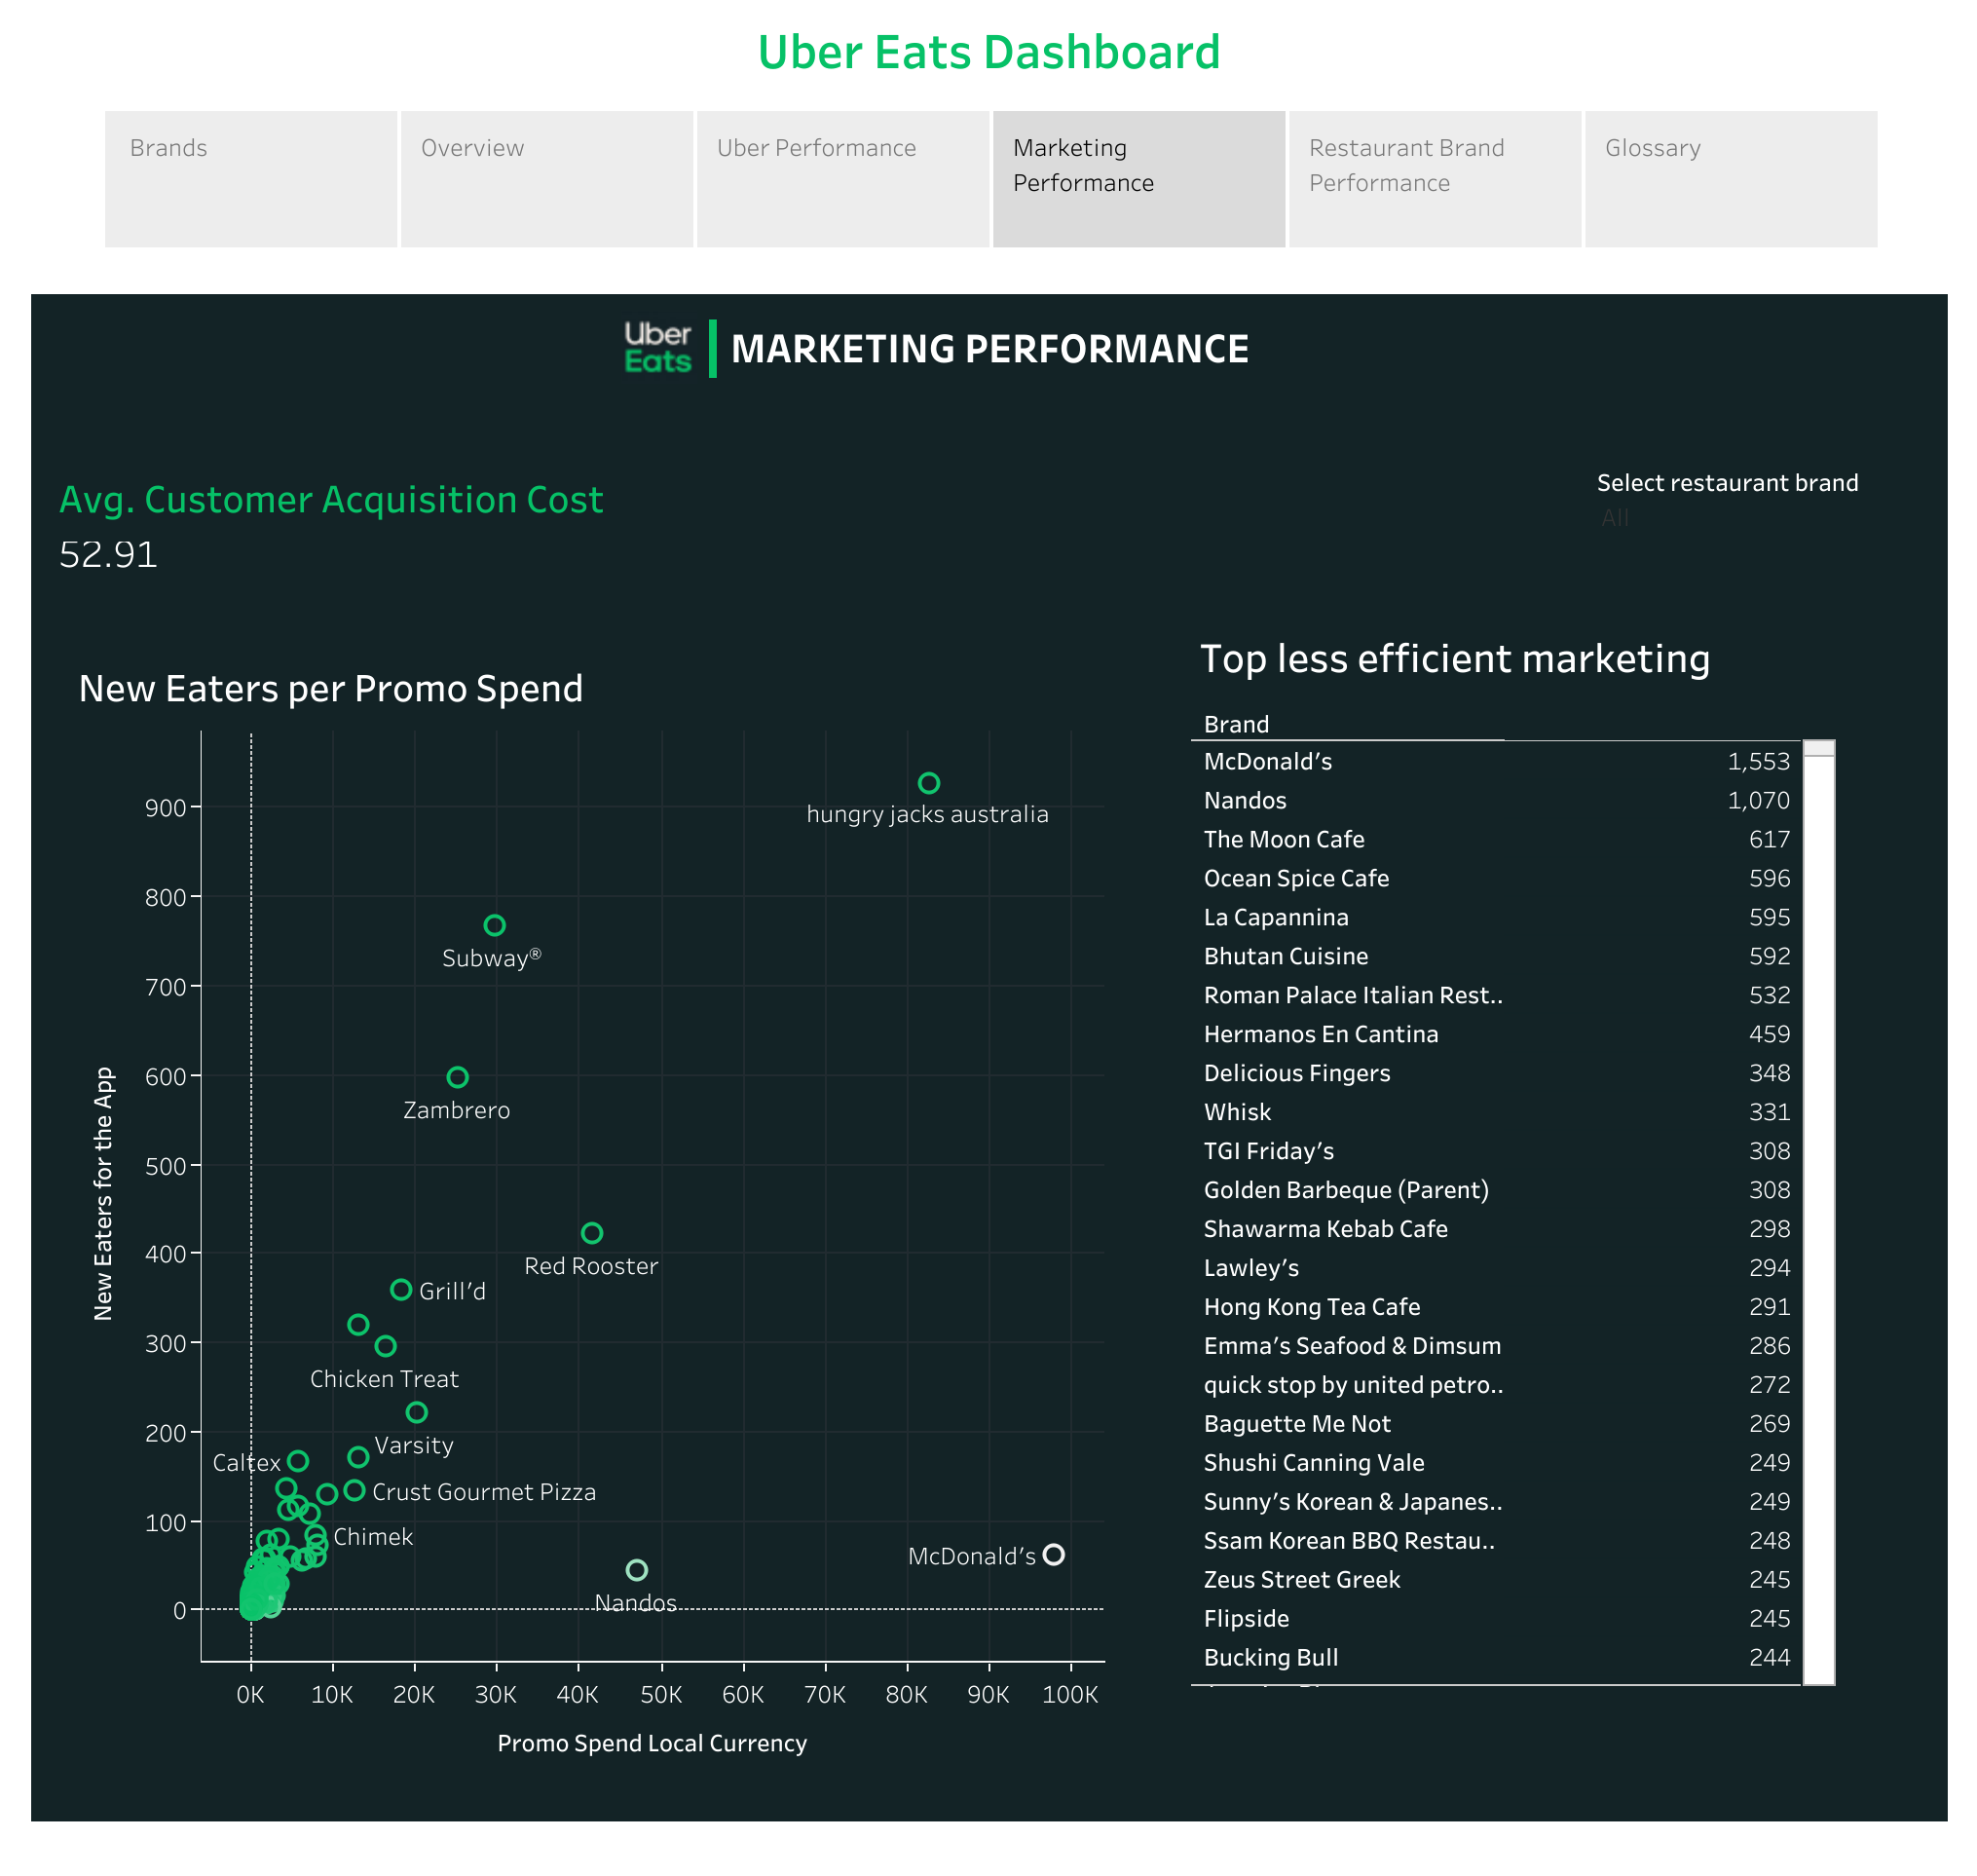 Uber Eats Dashboard
Brands
Overview
Uber Performance
Marketing
Performance
Restaurant Brand
Performance
Glossary
Uber
Eats
MARKETING PERFORMANCE
Avg. Customer Acquisition Cost
52.91
Select restaurant brand
All
New Eaters per Promo Spend
New Eaters for the App
900
800
700
600
500
400
300
200
100
0
hungry jacks australia
Subway®
Zambrero
Red Rooster
Grill'd
Chicken Treat
Varsity
Caltex
Crust Gourmet Pizza
Chimek
McDonald's
Nandos
0K
10K
20K
30K
40K
50K
60K
70K
80K
90K
100K
Promo Spend Local Currency
Top less efficient marketing
Brand
McDonald's 1,553
Nandos 1,070
The Moon Cafe 617
Ocean Spice Cafe 596
La Capannina 595
Bhutan Cuisine 592
Roman Palace Italian Rest.. 532
Hermanos En Cantina 459
Delicious Fingers 348
Whisk 331
TGI Friday's 308
Golden Barbeque (Parent) 308
Shawarma Kebab Cafe 298
Lawley's 294
Hong Kong Tea Cafe 291
Emma's Seafood & Dimsum 286
quick stop by united petro.. 272
Baguette Me Not 269
Shushi Canning Vale 249
Sunny's Korean & Japanes.. 249
Ssam Korean BBQ Restau.. 248
Zeus Street Greek 245
Flipside 245
Bucking Bull 244